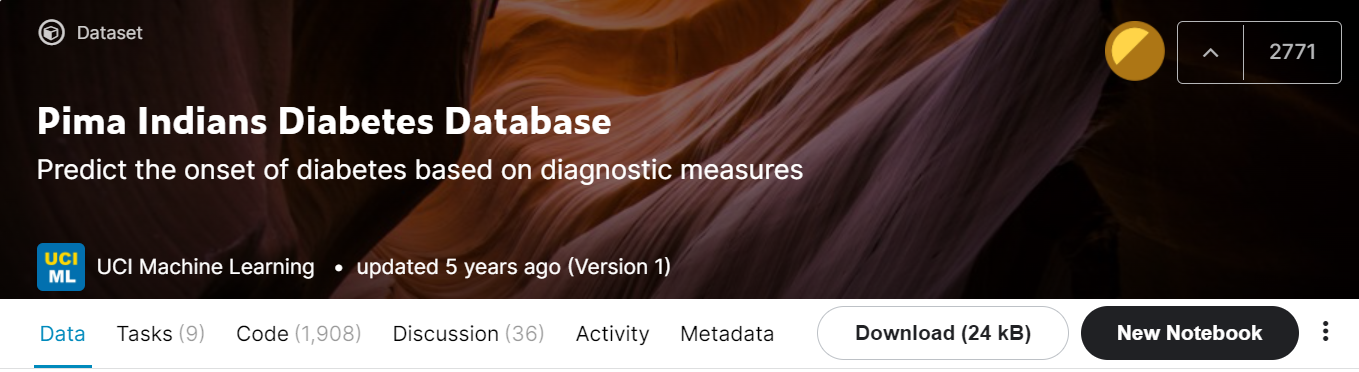 Dataset
2771
Pima Indians Diabetes Database
Predict the onset of diabetes based on diagnostic measures
UCI
ML
UCI Machine Learning • updated 5 years ago (Version 1)
Data Tasks (9) Code (1,908) Discussion (36) Activity Metadata Download (24 kB) New Notebook